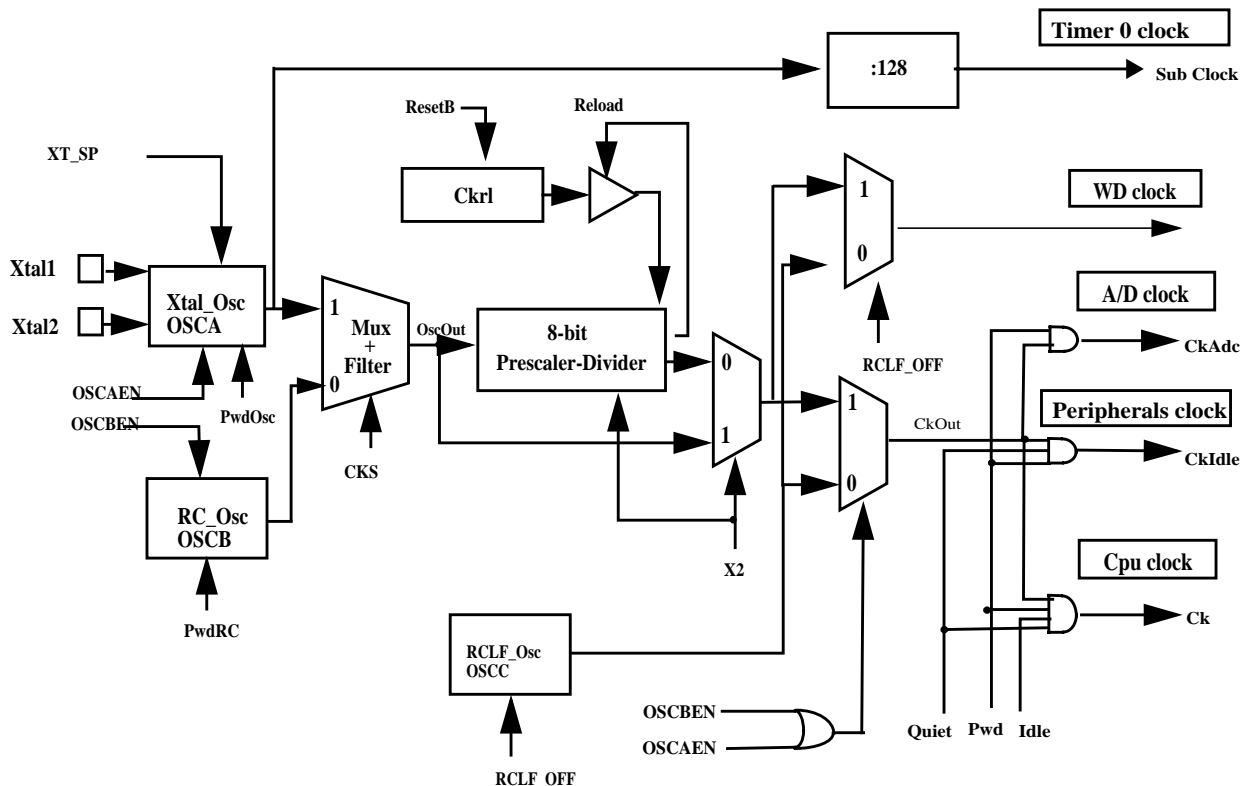 Timer 0 clock
:128
Sub Clock
ResetB
Reload
XT_SP
Ckrl
1
0
WD clock
Xtal1
Xtal2
Xtal_Osc
OSCA
1
Mux
+
Filter
0
OscOut
8-bit
Prescaler-Divider
0
1
A/D clock
CkAdc
RCLF_OFF
OSCAEN
OSCBEN
PwdOsc
CKS
1
0
CkOut
Peripherals clock
CkIdle
RC_Osc
OSCB
X2
Cpu clock
Ck
PwdRC
RCLF_Osc
OSCC
OSCBEN
OSCAEN
Quiet
Pwd
Idle
RCLF_OFF